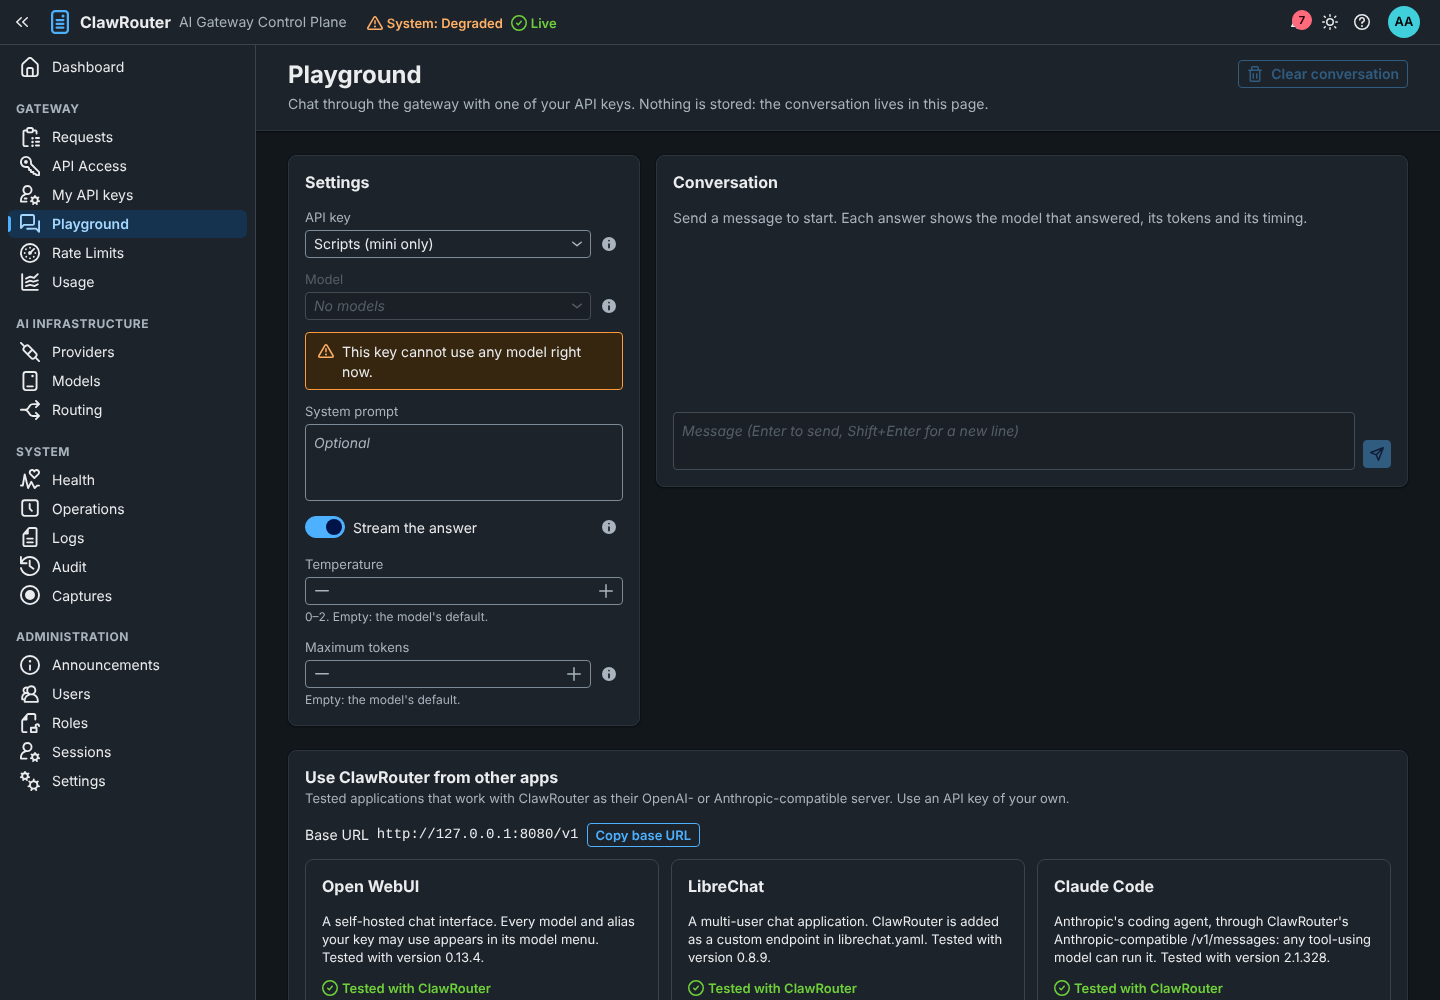 ClawRouter AI Gateway Control Plane System: Degraded Live 7 AA
Dashboard
GATEWAY
Requests
API Access
My API keys
Playground
Rate Limits
Usage
AI INFRASTRUCTURE
Providers
Models
Routing
SYSTEM
Health
Operations
Logs
Audit
Captures
ADMINISTRATION
Announcements
Users
Roles
Sessions
Settings
Playground
Clear conversation
Chat through the gateway with one of your API keys. Nothing is stored: the conversation lives in this page.
Settings
API key
Scripts (mini only)
Model
No models
This key cannot use any model right
now.
System prompt
Optional
Stream the answer
Temperature
0–2. Empty: the model's default.
Maximum tokens
Empty: the model's default.
Conversation
Send a message to start. Each answer shows the model that answered, its tokens and its timing.
Message (Enter to send, Shift+Enter for a new line)
Use ClawRouter from other apps
Tested applications that work with ClawRouter as their OpenAI- or Anthropic-compatible server. Use an API key of your own.
Base URL http://127.0.0.1:8080/v1 Copy base URL
Open WebUI
A self-hosted chat interface. Every model and alias
your key may use appears in its model menu.
Tested with version 0.13.4.
Tested with ClawRouter
LibreChat
A multi-user chat application. ClawRouter is added
as a custom endpoint in librechat.yaml. Tested with
version 0.8.9.
Tested with ClawRouter
Claude Code
Anthropic's coding agent, through ClawRouter's
Anthropic-compatible /v1/messages: any tool-using
model can run it. Tested with version 2.1.328.
Tested with ClawRouter